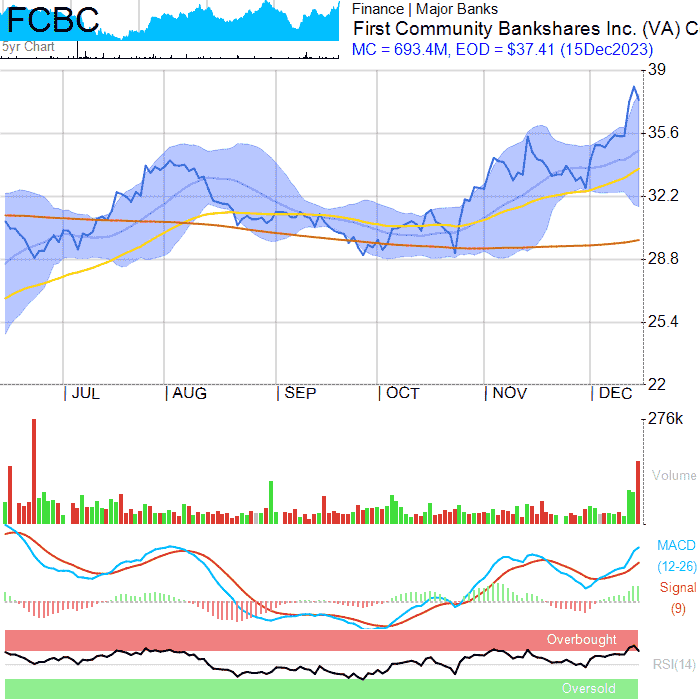 FCBC
5yr Chart
Finance | Major Banks
First Community Bankshares Inc. (VA) C
MC = 693.4M, EOD = $37.41 (15Dec2023)
39
35.6
32.2
28.8
25.4
22
| JUL | AUG | SEP | OCT | NOV | DEC
276k
Volume
MACD
(12-26)
Signal
(9)
Overbought
RSI(14)
Oversold